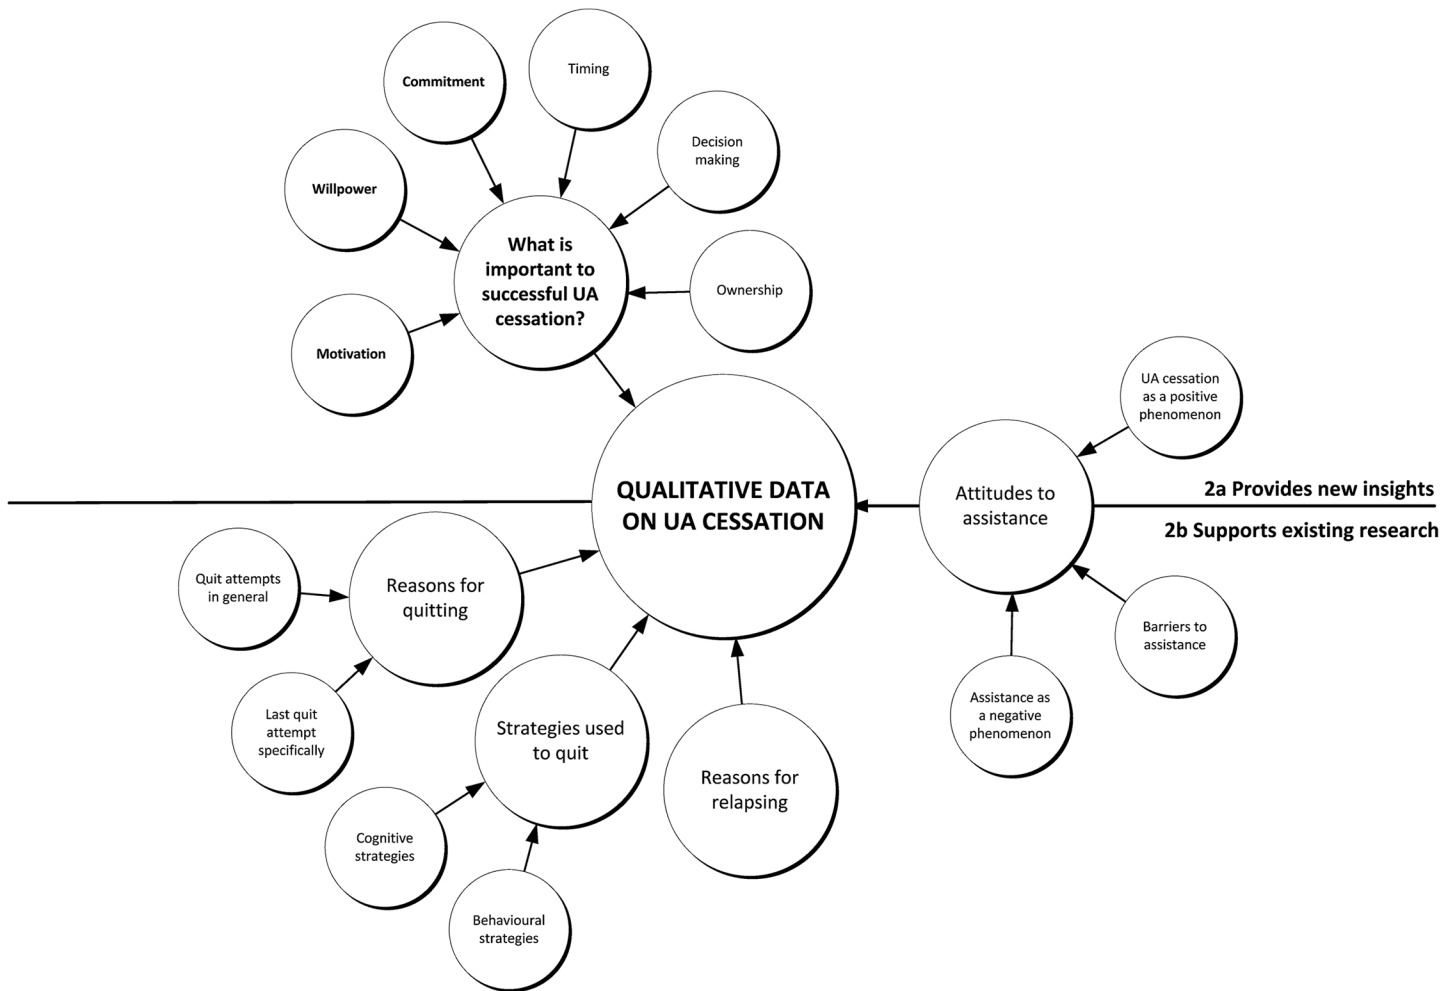 Commitment
Timing
Decision
making
Willpower
What is
important to
successful UA
cessation?
Ownership
Motivation
UA cessation
as a positive
phenomenon
QUALITATIVE DATA
ON UA CESSATION
Attitudes to
assistance
2a Provides new insights
2b Supports existing research
Quit attempts
in general
Reasons for
quitting
Barriers to
assistance
Last quit
attempt
specifically
Strategies used
to quit
Assistance as
a negative
phenomenon
Reasons for
relapsing
Cognitive
strategies
Behavioural
strategies